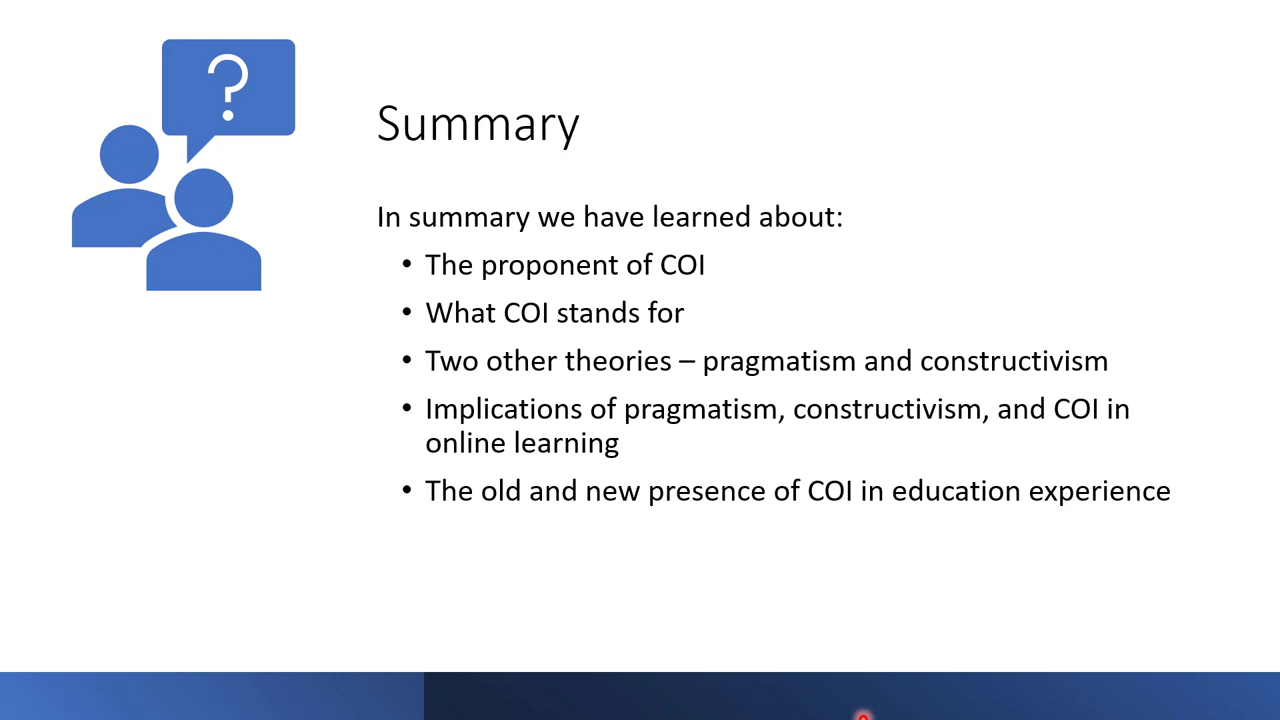 ?
Summary
In summary we have learned about:
• The proponent of COI
• What COI stands for
• Two other theories – pragmatism and constructivism
• Implications of pragmatism, constructivism, and COI in
online learning
• The old and new presence of COI in education experience